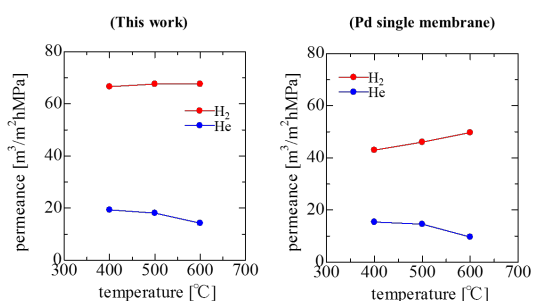 (This work)
80
60
40
20
0
300 400 500 600 700
permeance [m³/m²hMPa]
temperature [℃]
H₂
He
(Pd single membrane)
80
60
40
20
0
300 400 500 600 700
permeance [m³/m²hMPa]
temperature [℃]
H₂
He